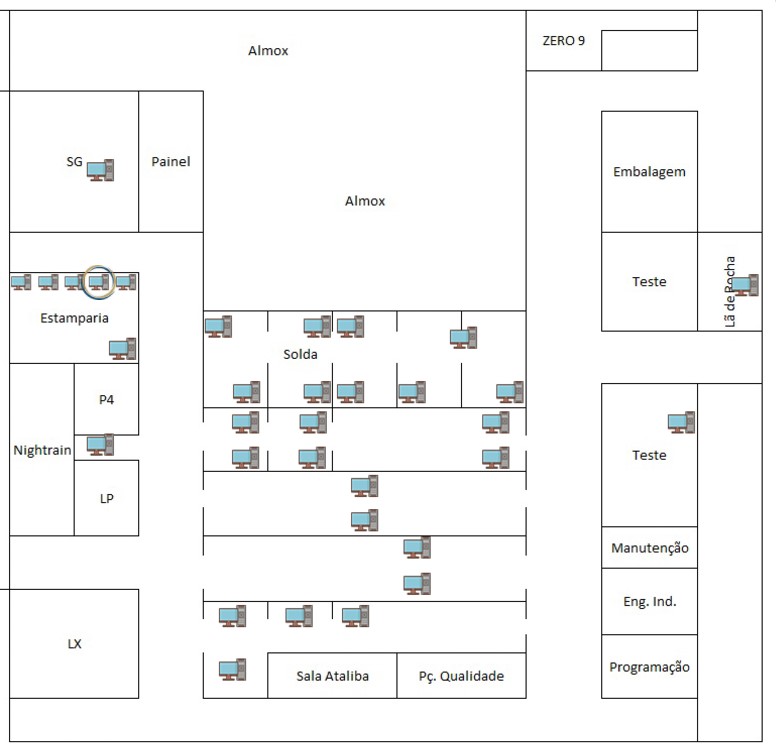 Almox
ZERO 9
SG
Painel
Almox
Embalagem
Teste
Lã de Rocha
Estamparia
Solda
P4
Nightrain
LP
Teste
Manutenção
Eng. Ind.
LX
Sala Ataliba
Pç. Qualidade
Programação